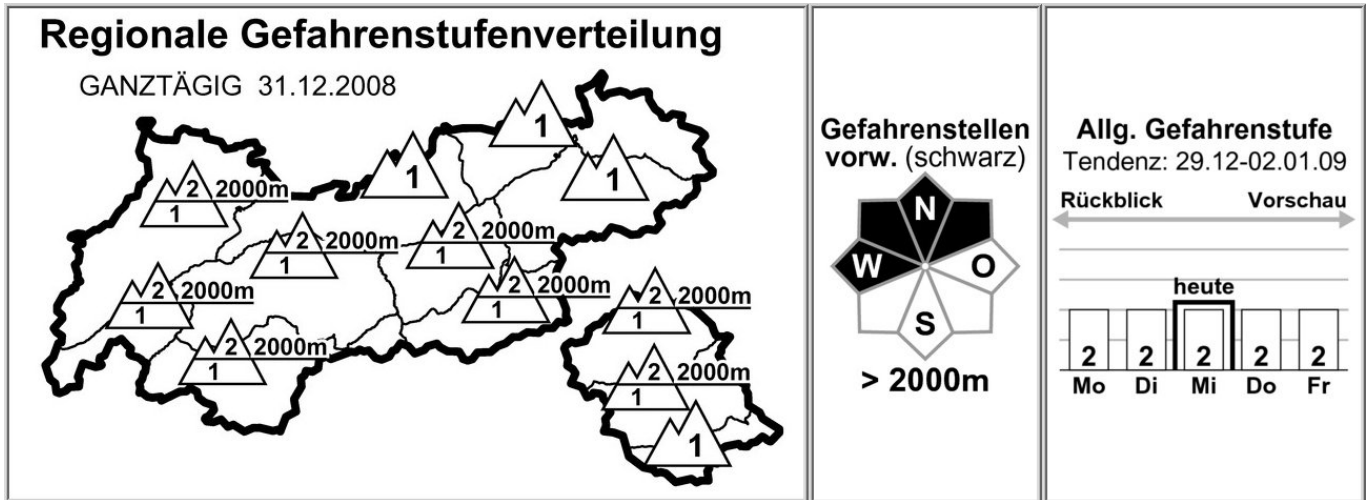 Regionale Gefahrenstufenverteilung
GANZTÄGIG 31.12.2008
1
1
1
2 2000m
1
2 2000m
1
2 2000m
1
2 2000m
1
2 2000m
1
2 2000m
1
2 2000m
1
2 2000m
1
1
Gefahrenstellen
vorw. (schwarz)
N
W O
S
> 2000m
Allg. Gefahrenstufe
Tendenz: 29.12-02.01.09
Rückblick Vorschau
heute
2 2 2 2 2
Mo Di Mi Do Fr